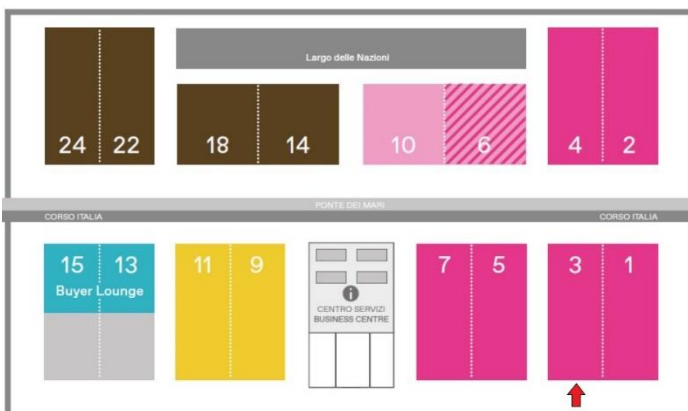 Largo delle Nazioni
24 22
18 14
10 6
4 2
PONTE DEI MARI
CORSO ITALIA
CORSO ITALIA
15 13
Buyer Lounge
11 9
i
CENTRO SERVIZI
BUSINESS CENTRE
7 5
3 1